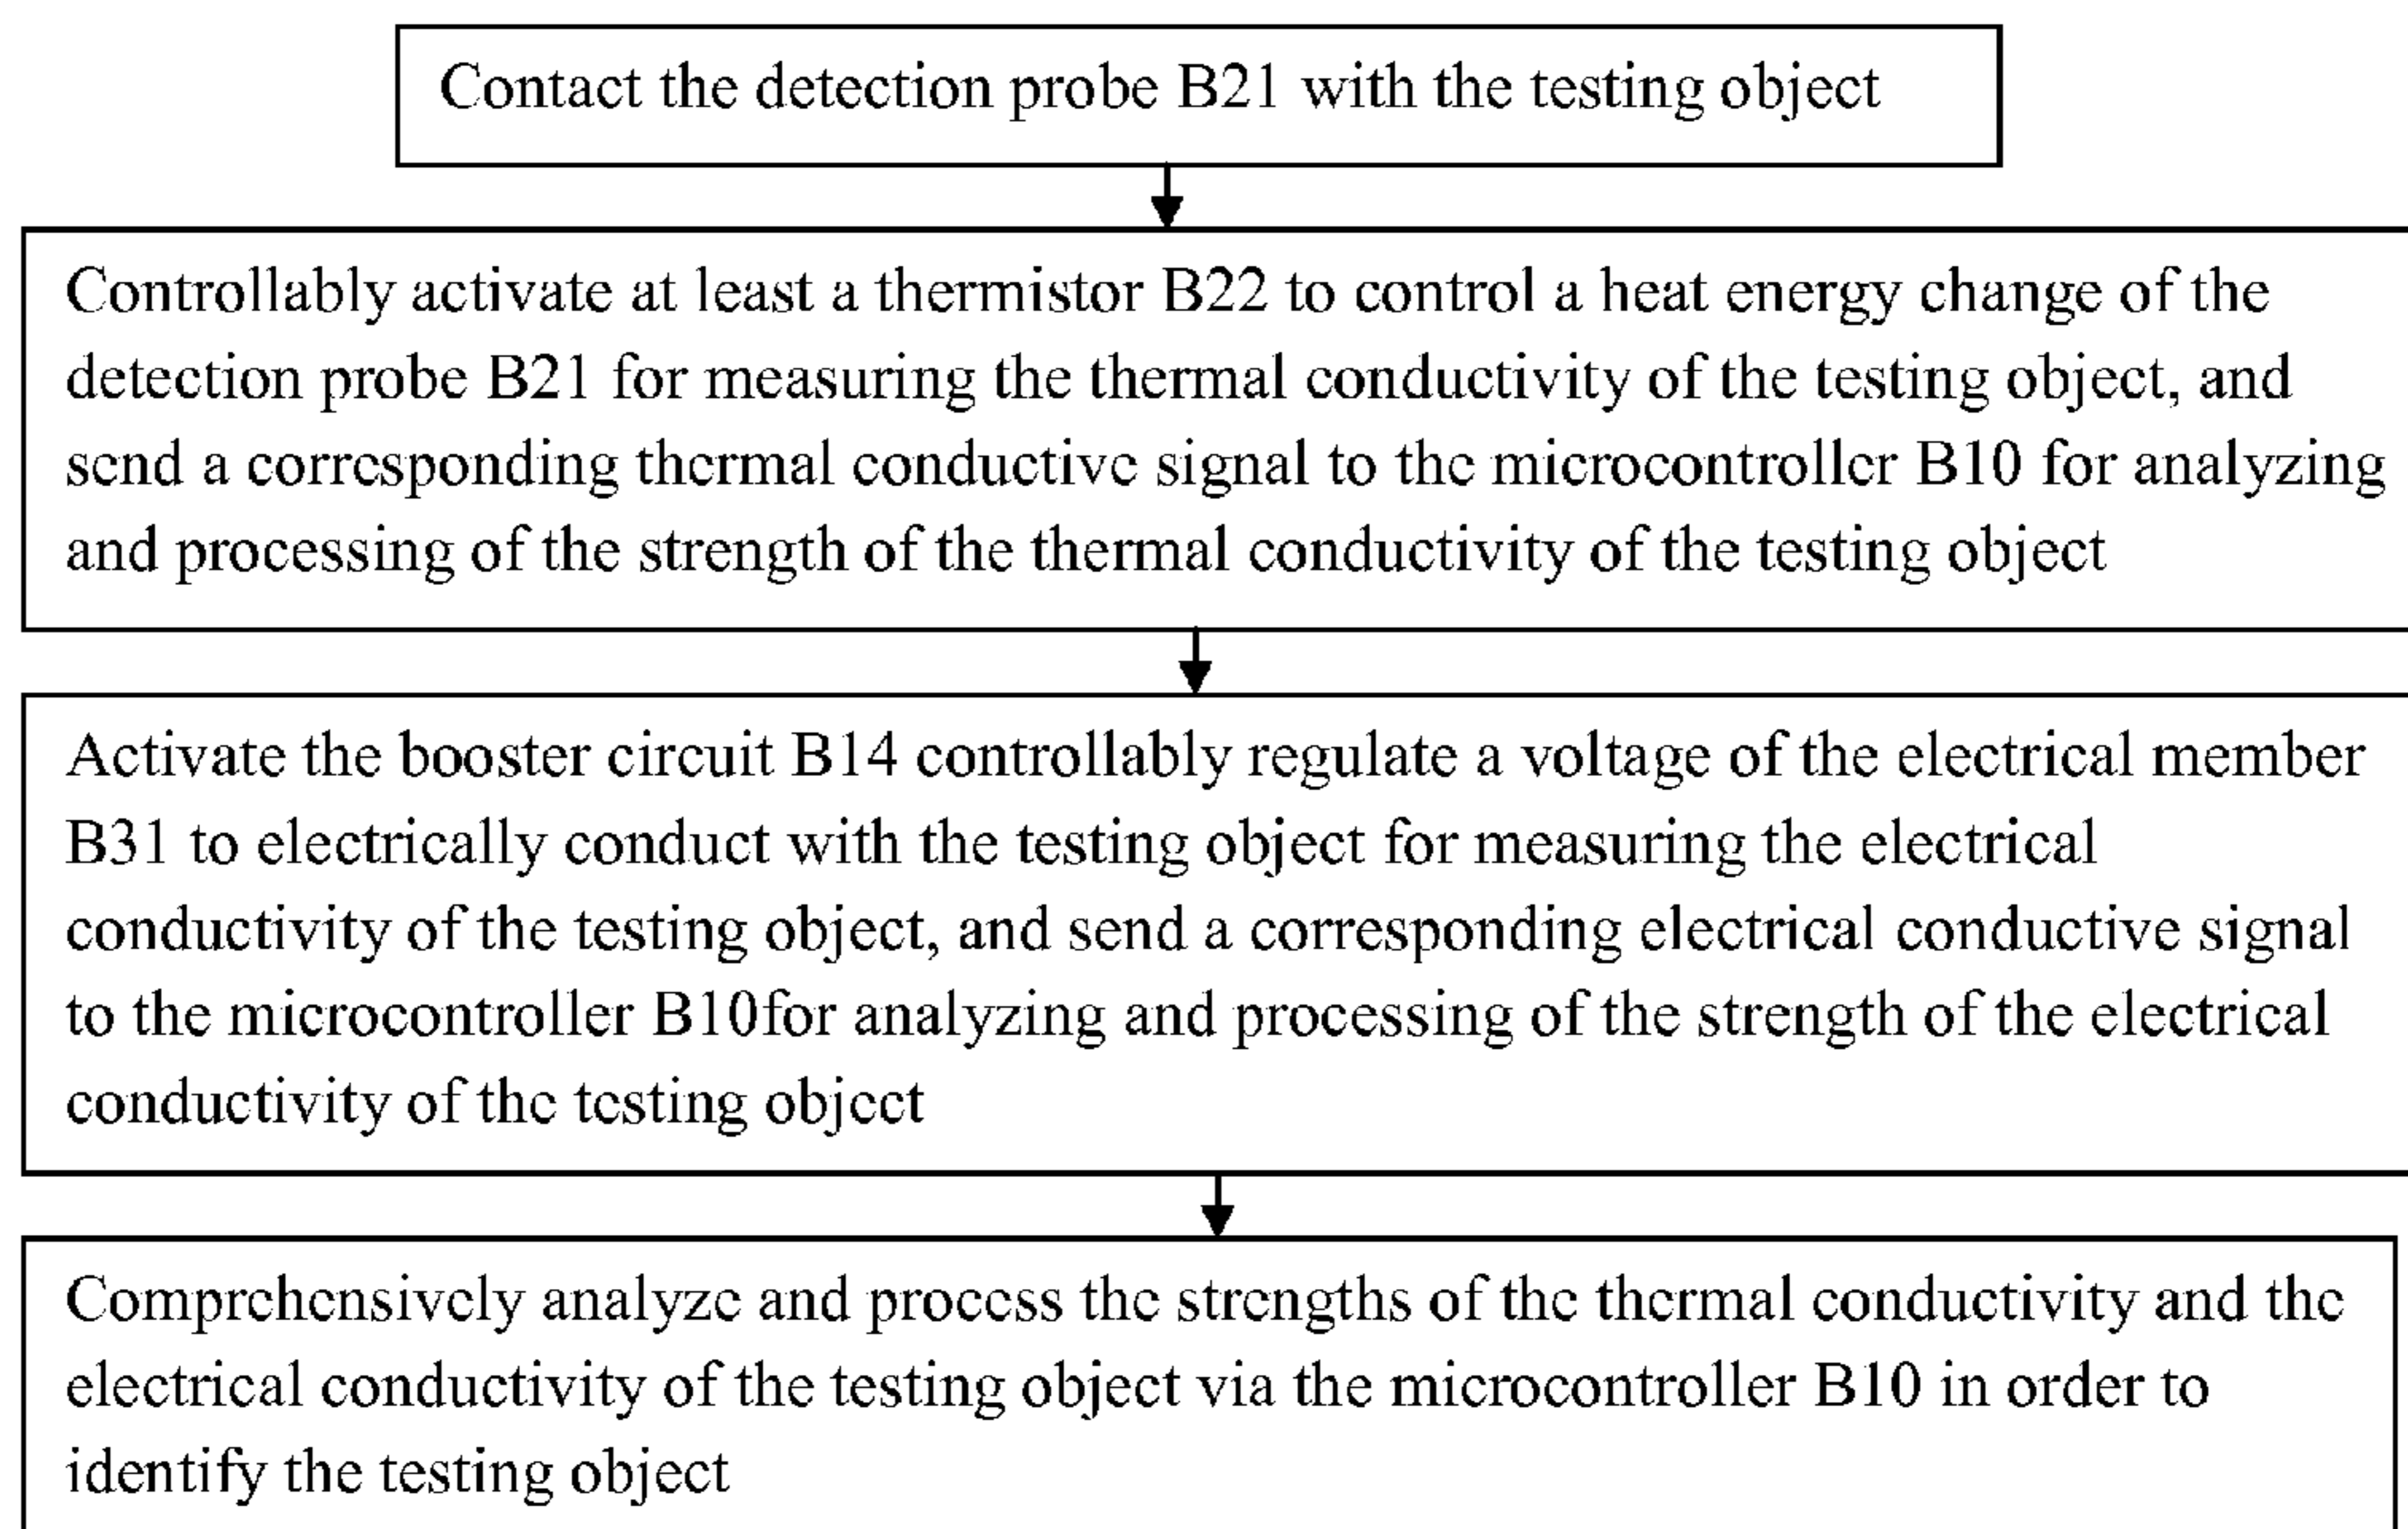 Contact the detection probe B21 with the testing object
Controllably activate at least a thermistor B22 to control a heat energy change of the
detection probe B21 for measuring the thermal conductivity of the testing object, and
send a corresponding thermal conductive signal to the microcontroller B10 for analyzing
and processing of the strength of the thermal conductivity of the testing object
Activate the booster circuit B14 controllably regulate a voltage of the electrical member
B31 to electrically conduct with the testing object for measuring the electrical
conductivity of the testing object, and send a corresponding electrical conductive signal
to the microcontroller B10for analyzing and processing of the strength of the electrical
conductivity of the testing object
Comprehensively analyze and process the strengths of the thermal conductivity and the
electrical conductivity of the testing object via the microcontroller B10 in order to
identify the testing object